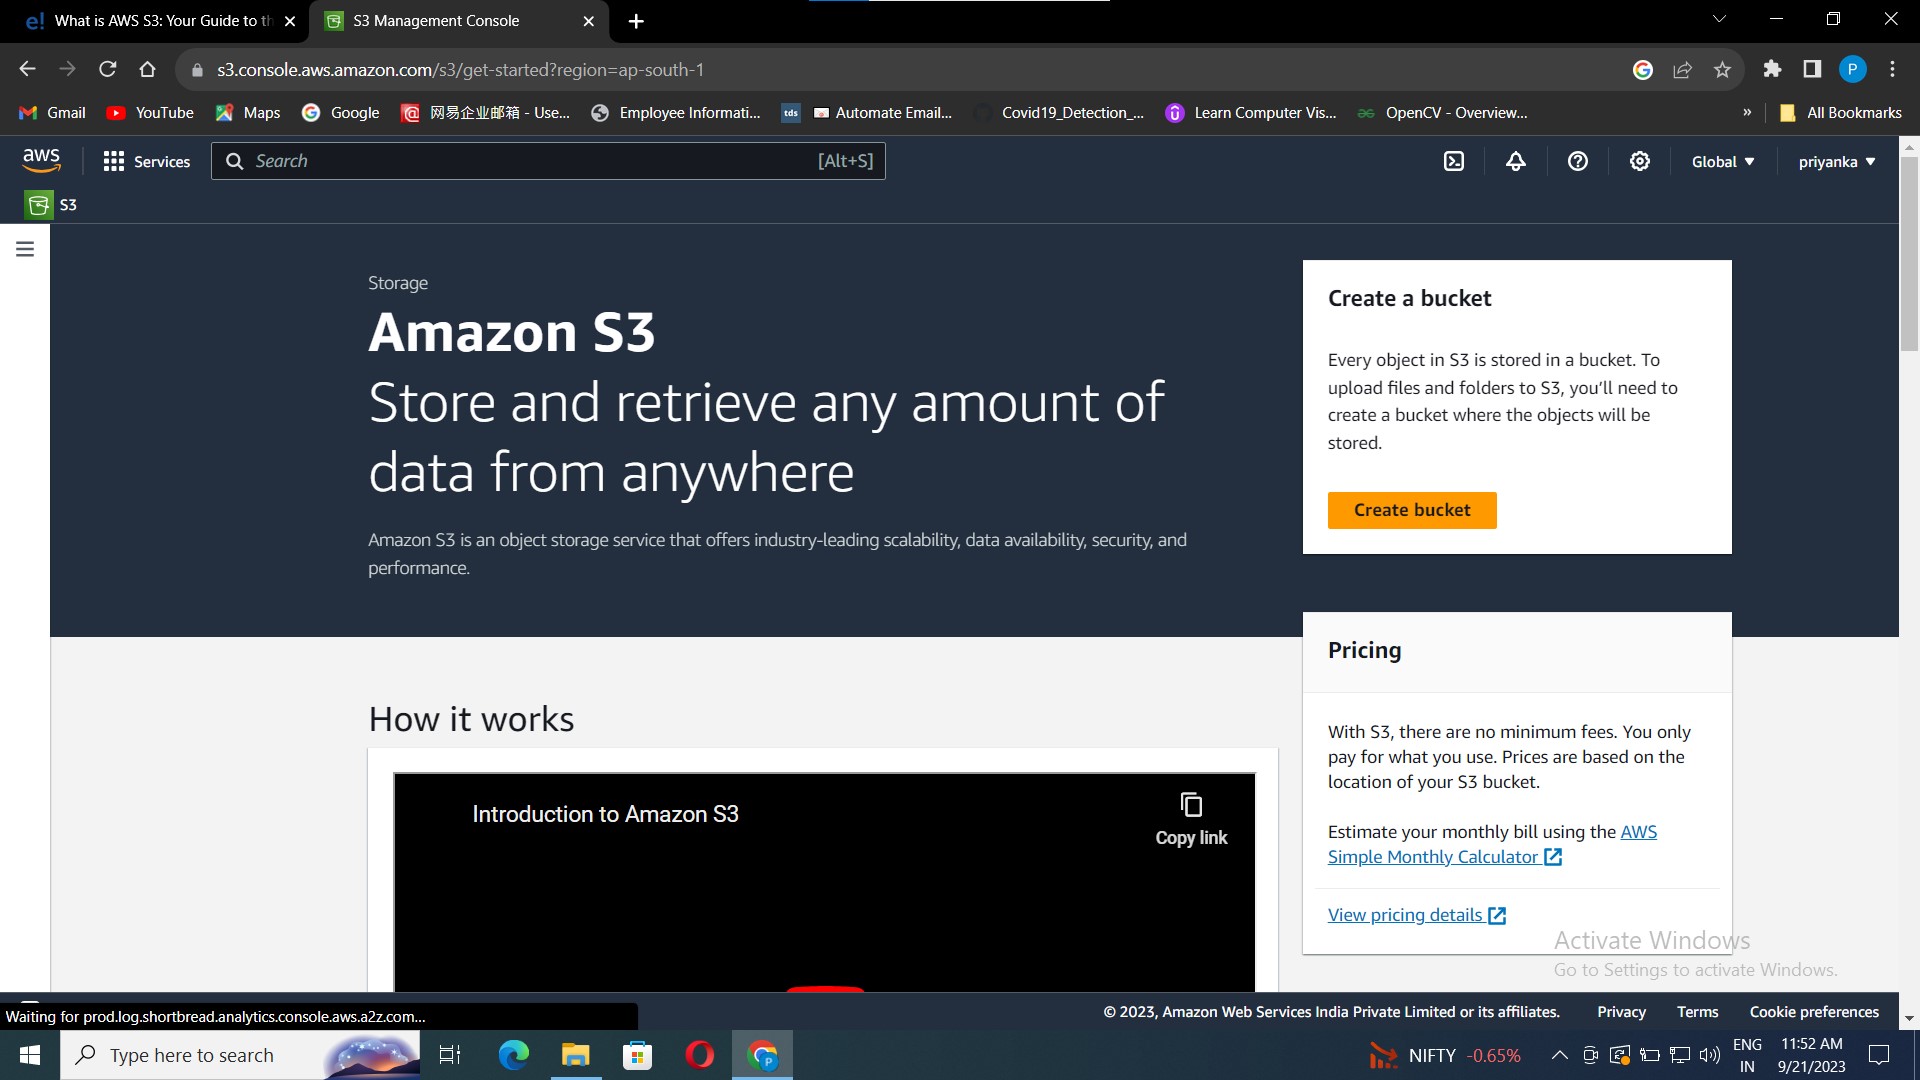 What is AWS S3: Your Guide to th
S3 Management Console
s3.console.aws.amazon.com/s3/get-started?region=ap-south-1
P
Gmail
YouTube
Maps
Google
网易企业邮箱 - Use...
Employee Informati...
tds
Automate Email...
Covid19_Detection_...
Learn Computer Vis...
OpenCV - Overview...
»
All Bookmarks
aws
Services
Search
[Alt+S]
Global
priyanka
S3
Storage
Amazon S3
Store and retrieve any amount of
data from anywhere
Amazon S3 is an object storage service that offers industry-leading scalability, data availability, security, and
performance.
Create a bucket
Every object in S3 is stored in a bucket. To
upload files and folders to S3, you’ll need to
create a bucket where the objects will be
stored.
Create bucket
Pricing
With S3, there are no minimum fees. You only
pay for what you use. Prices are based on the
location of your S3 bucket.
Estimate your monthly bill using the AWS
Simple Monthly Calculator
View pricing details
How it works
Introduction to Amazon S3
Copy link
Activate Windows
Go to Settings to activate Windows.
Waiting for prod.log.shortbread.analytics.console.aws.a2z.com...
© 2023, Amazon Web Services India Private Limited or its affiliates.
Privacy
Terms
Cookie preferences
Type here to search
NIFTY -0.65%
ENG
IN
11:52 AM
9/21/2023